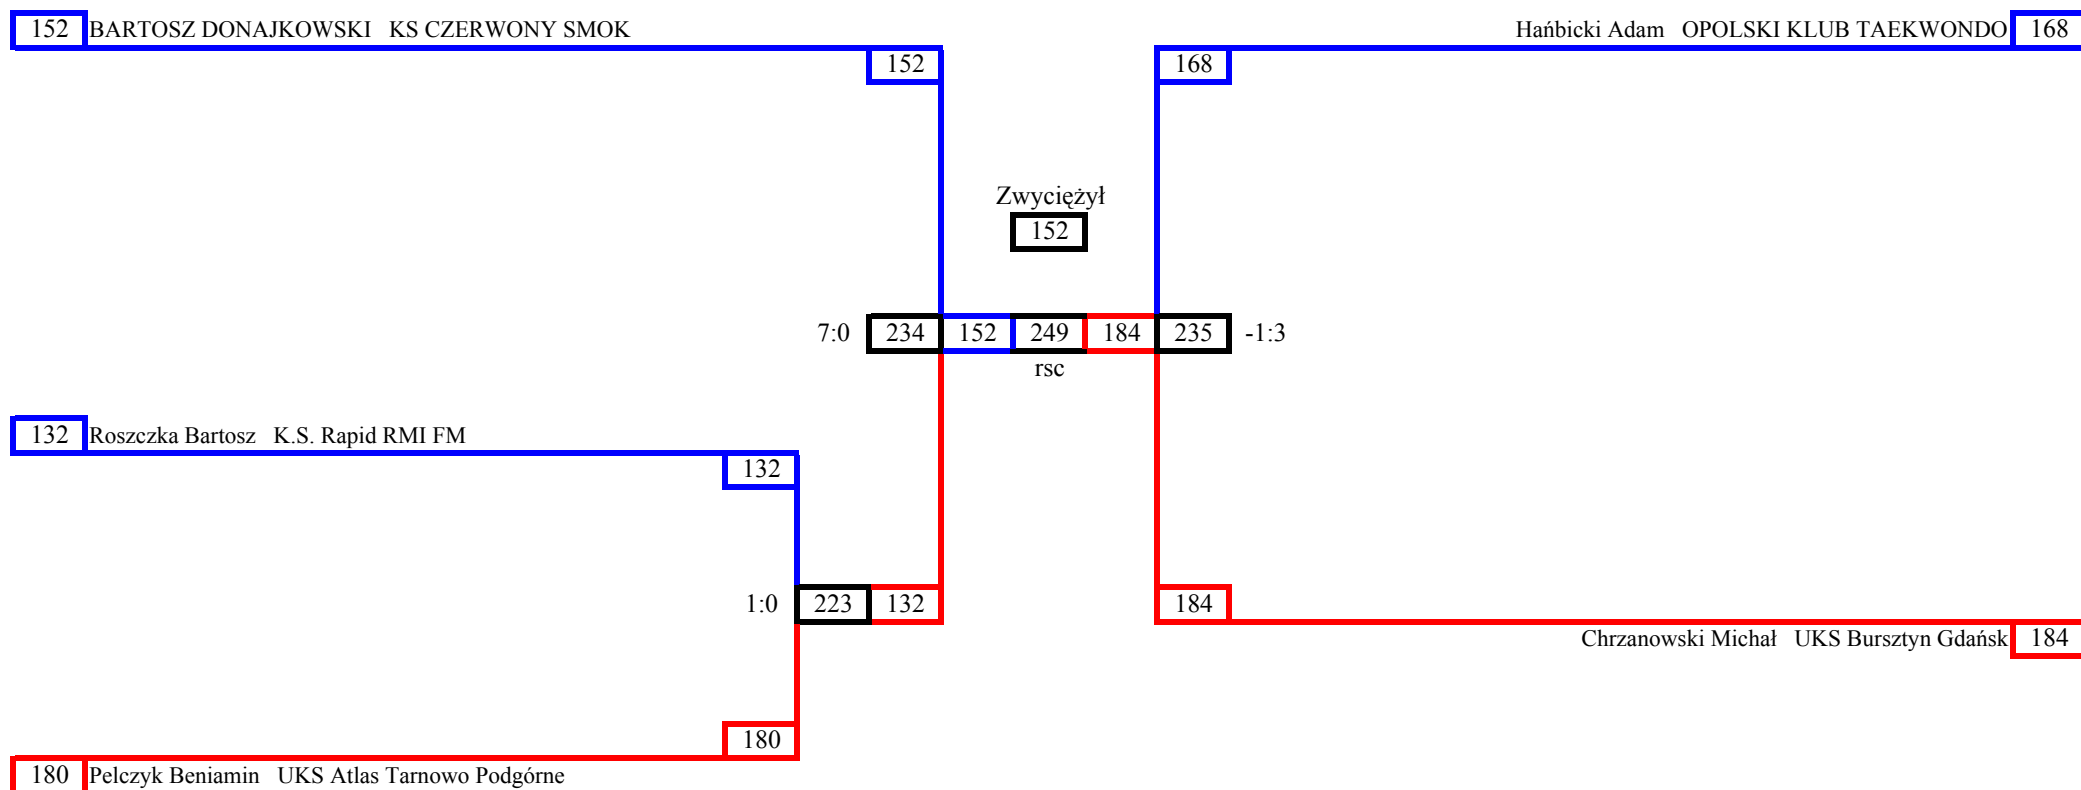 152 BARTOSZ DONAJKOWSKI KS CZERWONY SMOK
Hańbicki Adam OPOLSKI KLUB TAEKWONDO 168
152
168
Zwyciężył
152
7:0 234 152 249 184 235 -1:3
rsc
132 Roszczka Bartosz K.S. Rapid RMI FM
132
1:0 223 132
184
Chrzanowski Michał UKS Bursztyn Gdańsk 184
180
180 Pelczyk Beniamin UKS Atlas Tarnowo Podgórne